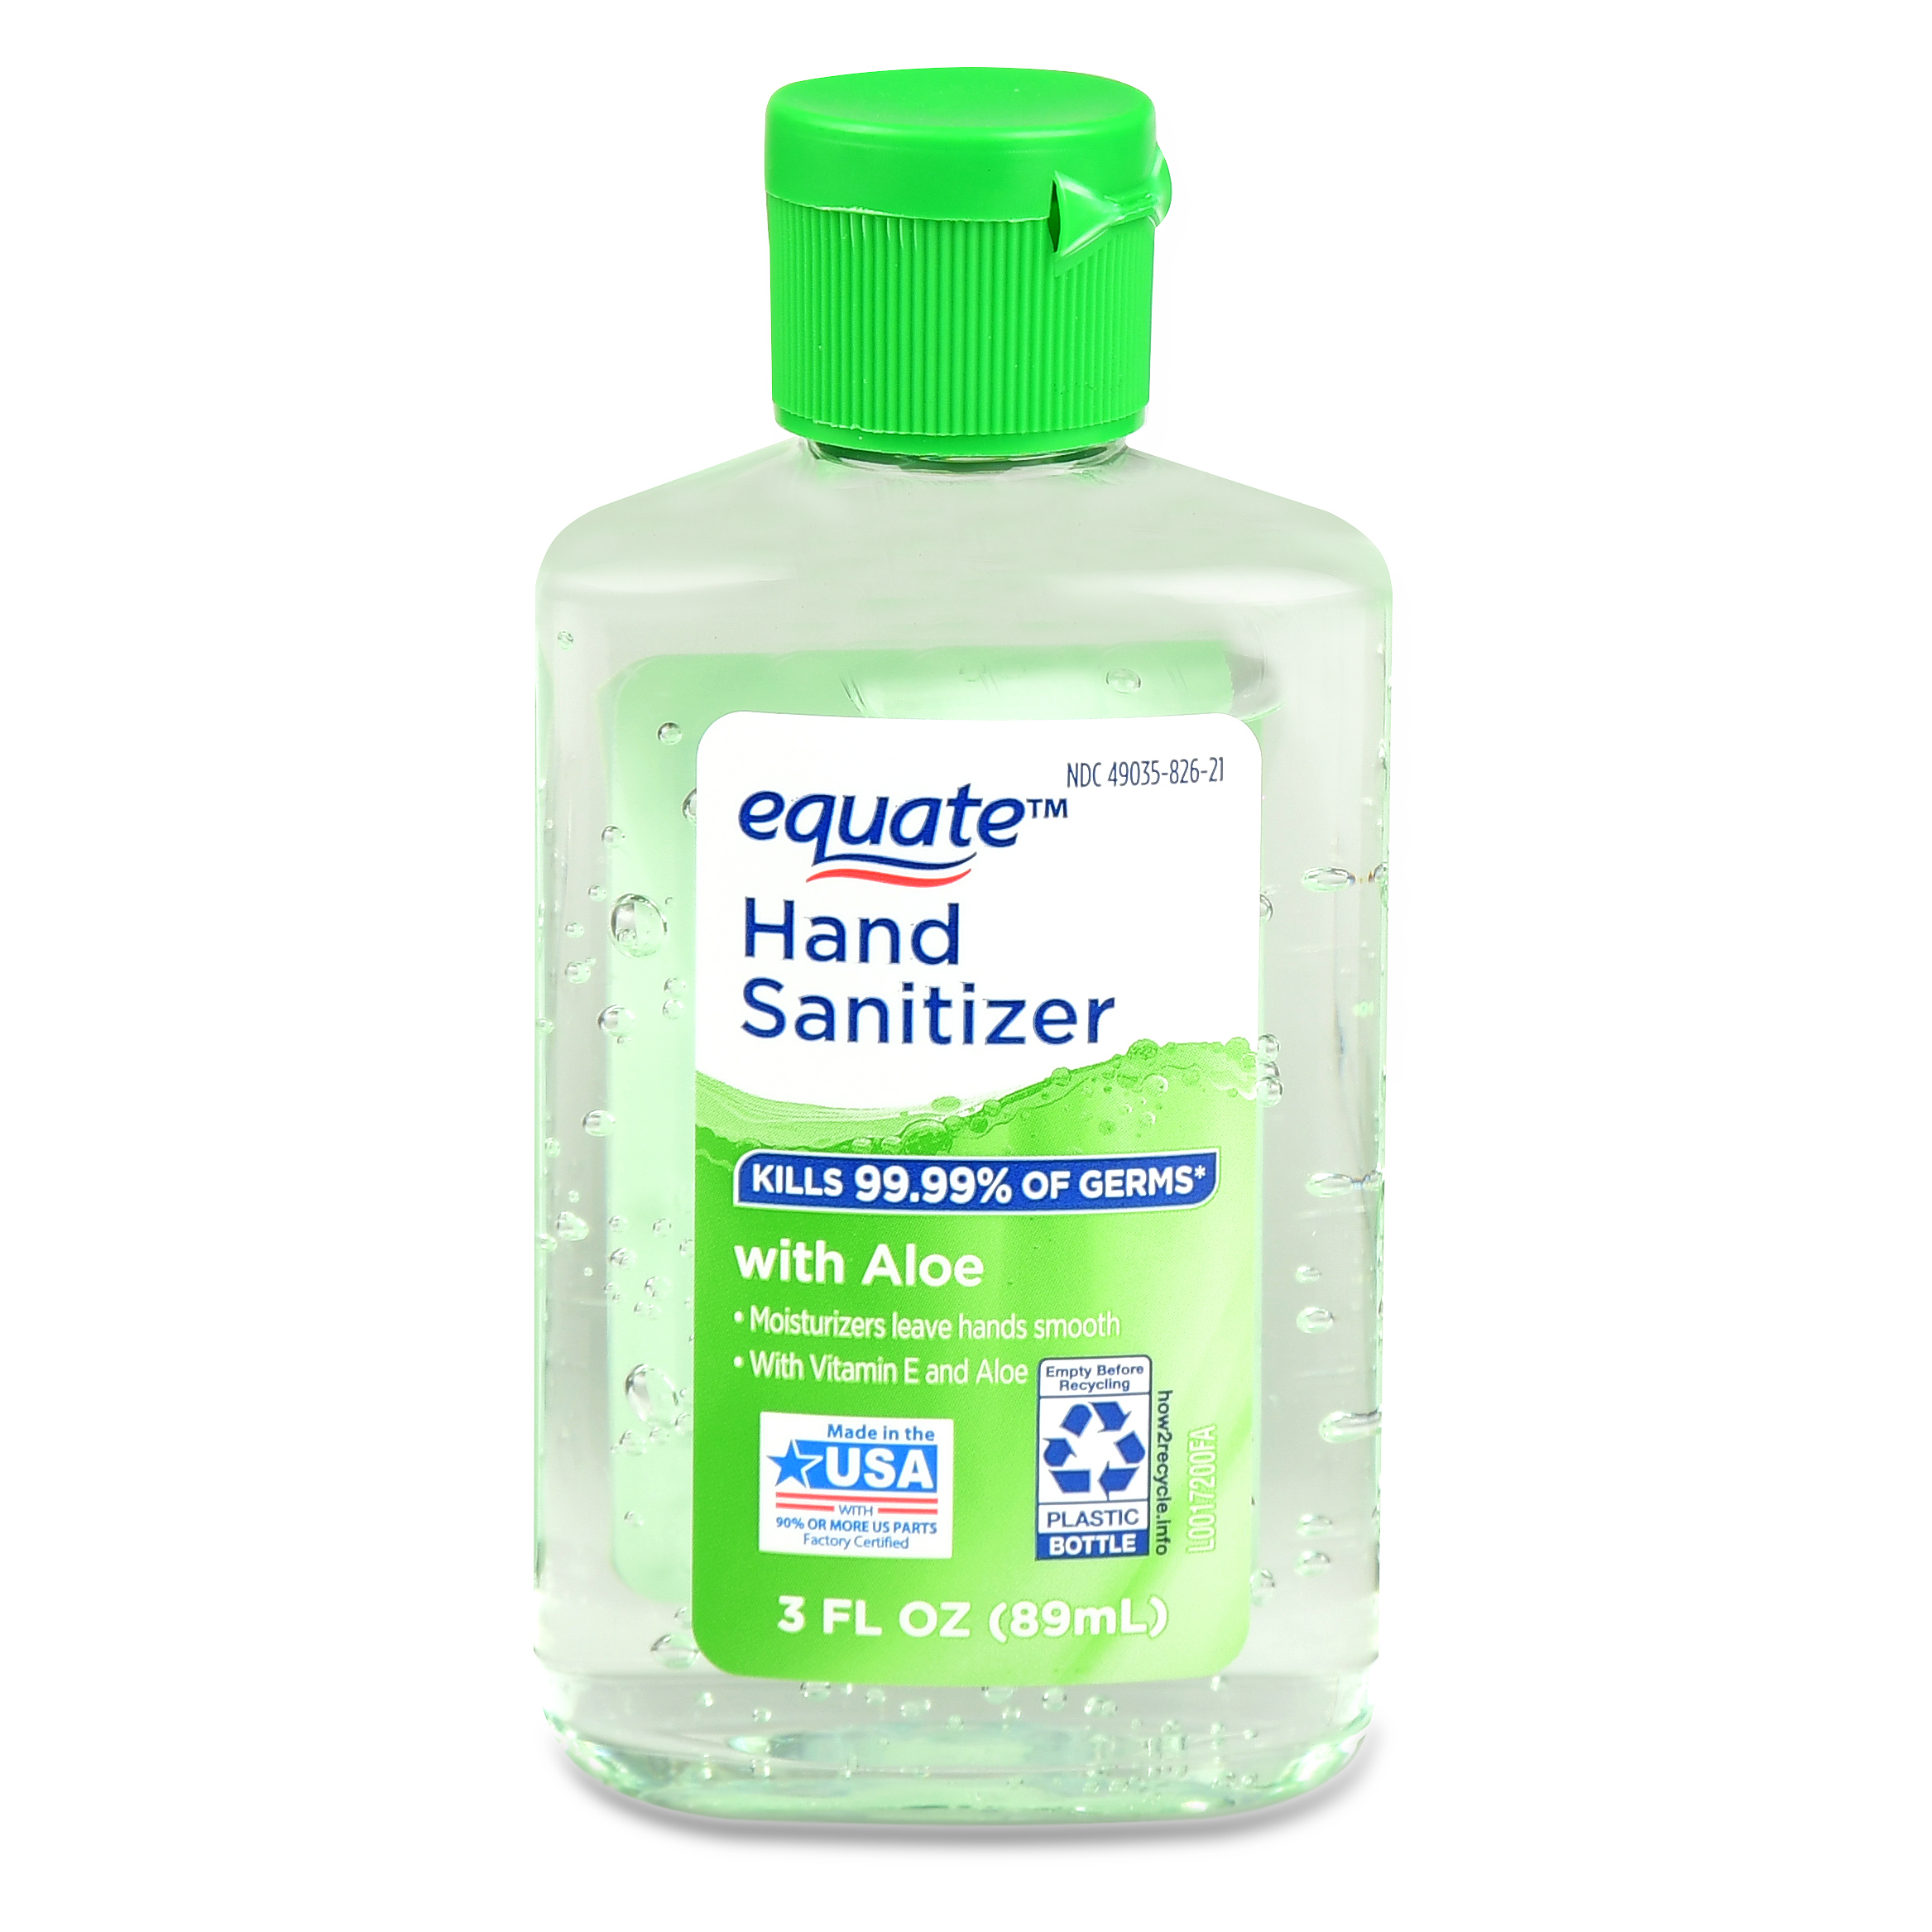 NDC 49035-826-21
equate™
Hand
Sanitizer
KILLS 99.99% OF GERMS*
with Aloe
• Moisturizers leave hands smooth
• With Vitamin E and Aloe
Made in the
USA
WITH
90% OR MORE US PARTS
Factory Certified
Empty Before
Recycling
PLASTIC
BOTTLE
how2recycle.info
L0017200FA
3 FL OZ (89mL)